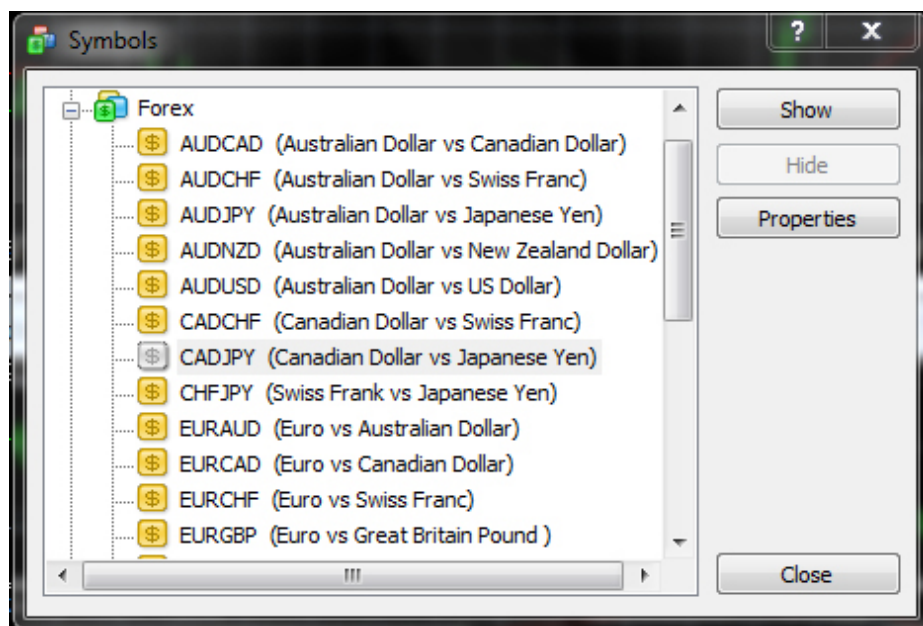 Symbols
Forex
AUDCAD (Australian Dollar vs Canadian Dollar)
AUDCHF (Australian Dollar vs Swiss Franc)
AUDJPY (Australian Dollar vs Japanese Yen)
AUDNZD (Australian Dollar vs New Zealand Dollar)
AUDUSD (Australian Dollar vs US Dollar)
CADCHF (Canadian Dollar vs Swiss Franc)
CADJPY (Canadian Dollar vs Japanese Yen)
CHFJPY (Swiss Frank vs Japanese Yen)
EURAUD (Euro vs Australian Dollar)
EURCAD (Euro vs Canadian Dollar)
EURCHF (Euro vs Swiss Franc)
EURGBP (Euro vs Great Britain Pound )
Show
Hide
Properties
Close